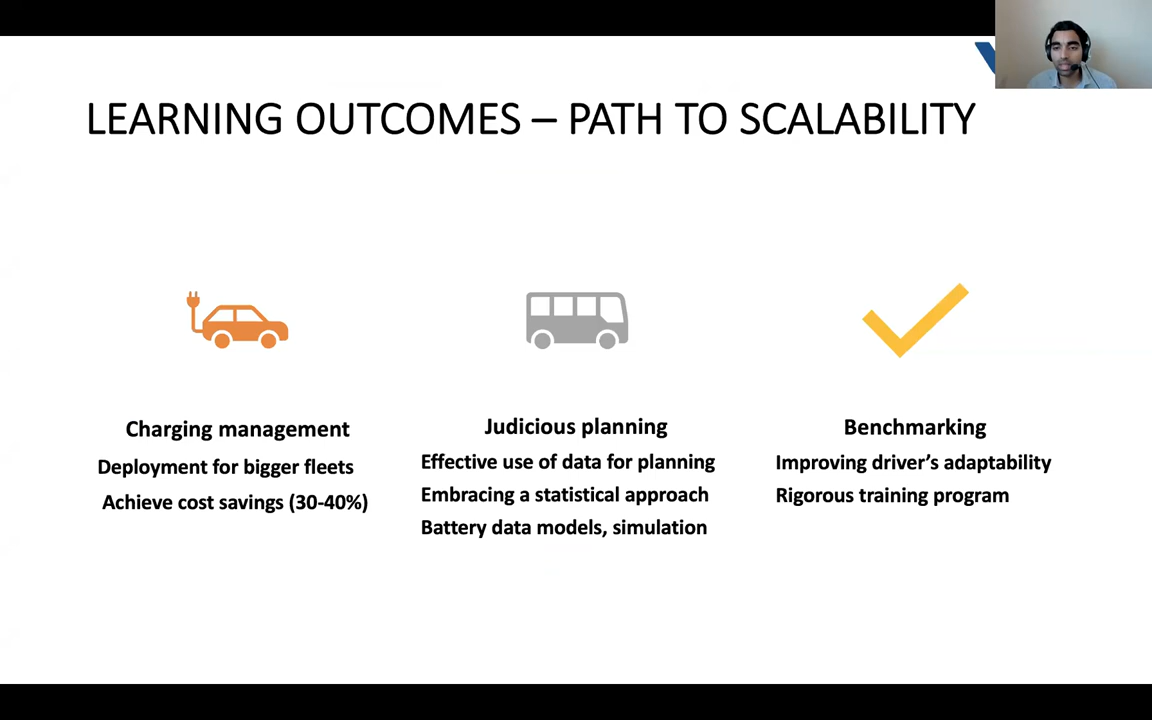 LEARNING OUTCOMES – PATH TO SCALABILITY
Charging management
Deployment for bigger fleets
Achieve cost savings (30-40%)
Judicious planning
Effective use of data for planning
Embracing a statistical approach
Battery data models, simulation
Benchmarking
Improving driver's adaptability
Rigorous training program